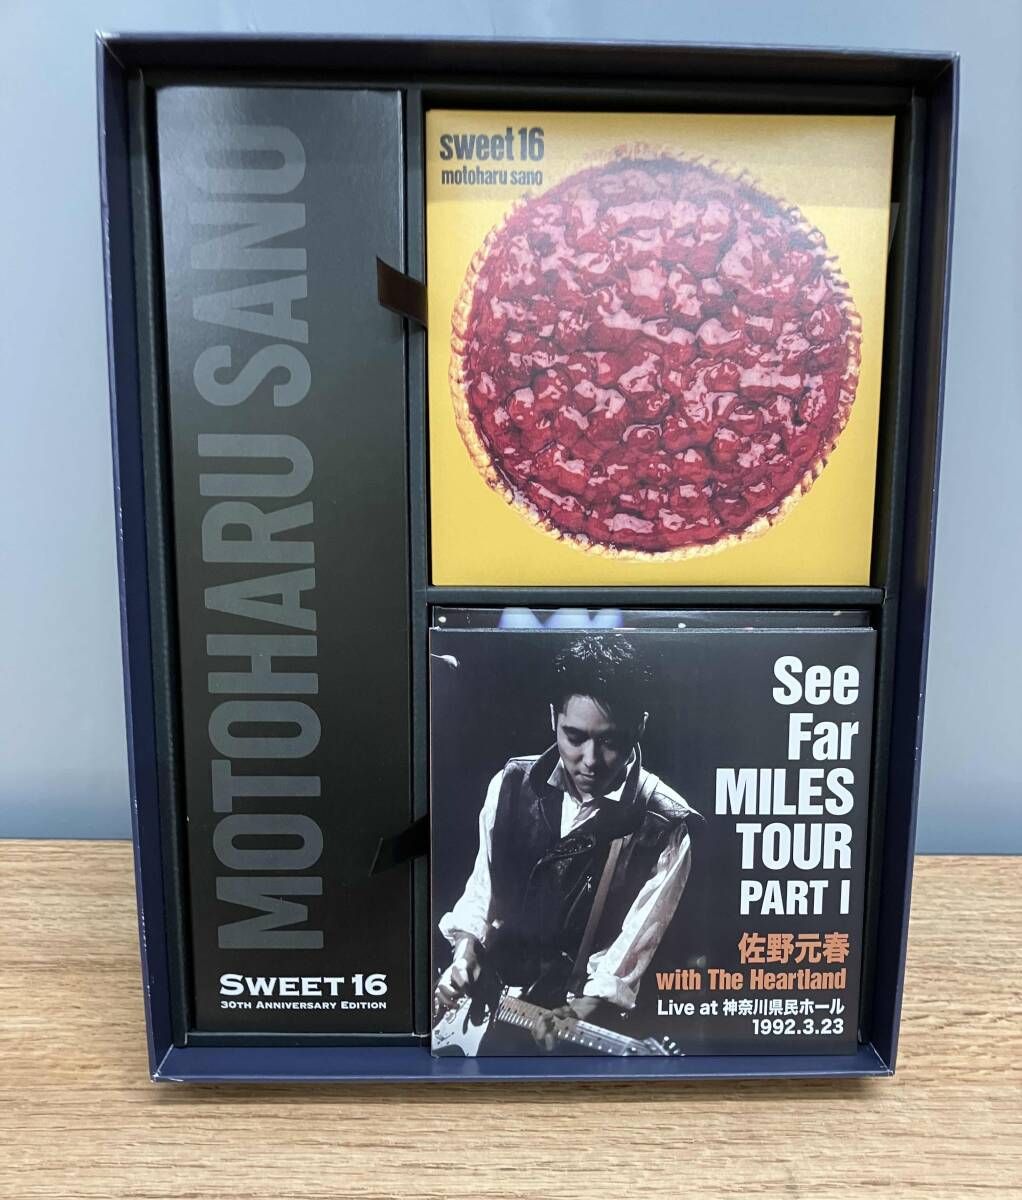 MOTOHARU SANO
SWEET 16
30TH ANNIVERSARY EDITION
sweet 16
motoharu sano
See
Far
MILES
TOUR
PART I
佐野元春
with The Heartland
Live at 神奈川県民ホール
1992.3.23